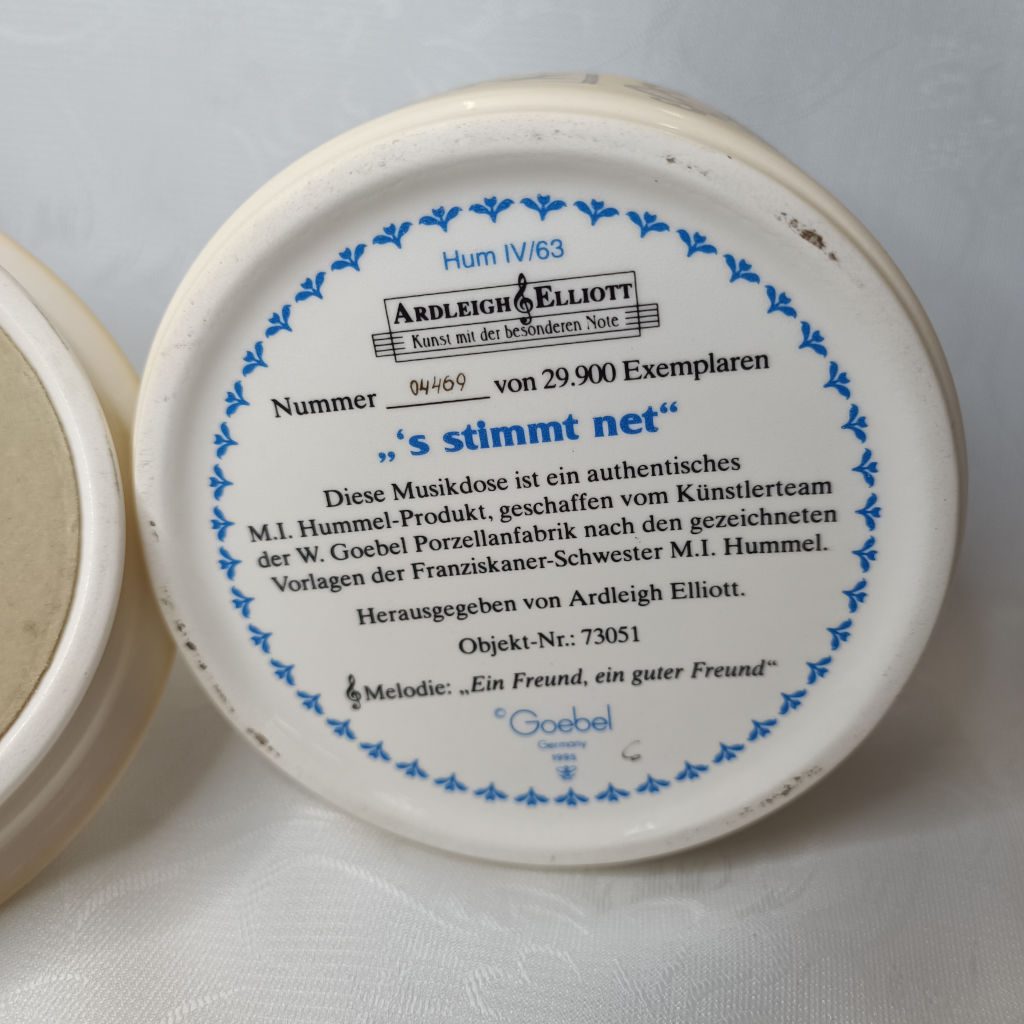 Hum IV/63
ARDLEIGH ELLIOTT
Kunst mit der besonderen Note
Nummer 04469 von 29.900 Exemplaren
„‘s stimmt net“
Diese Musikdose ist ein authentisches
M.I. Hummel-Produkt, geschaffen vom Künstlerteam
der W. Goebel Porzellanfabrik nach den gezeichneten
Vorlagen der Franziskaner-Schwester M.I. Hummel.
Herausgegeben von Ardleigh Elliott.
Objekt-Nr.: 73051
Melodie: „Ein Freund, ein guter Freund“
© Goebel
Germany